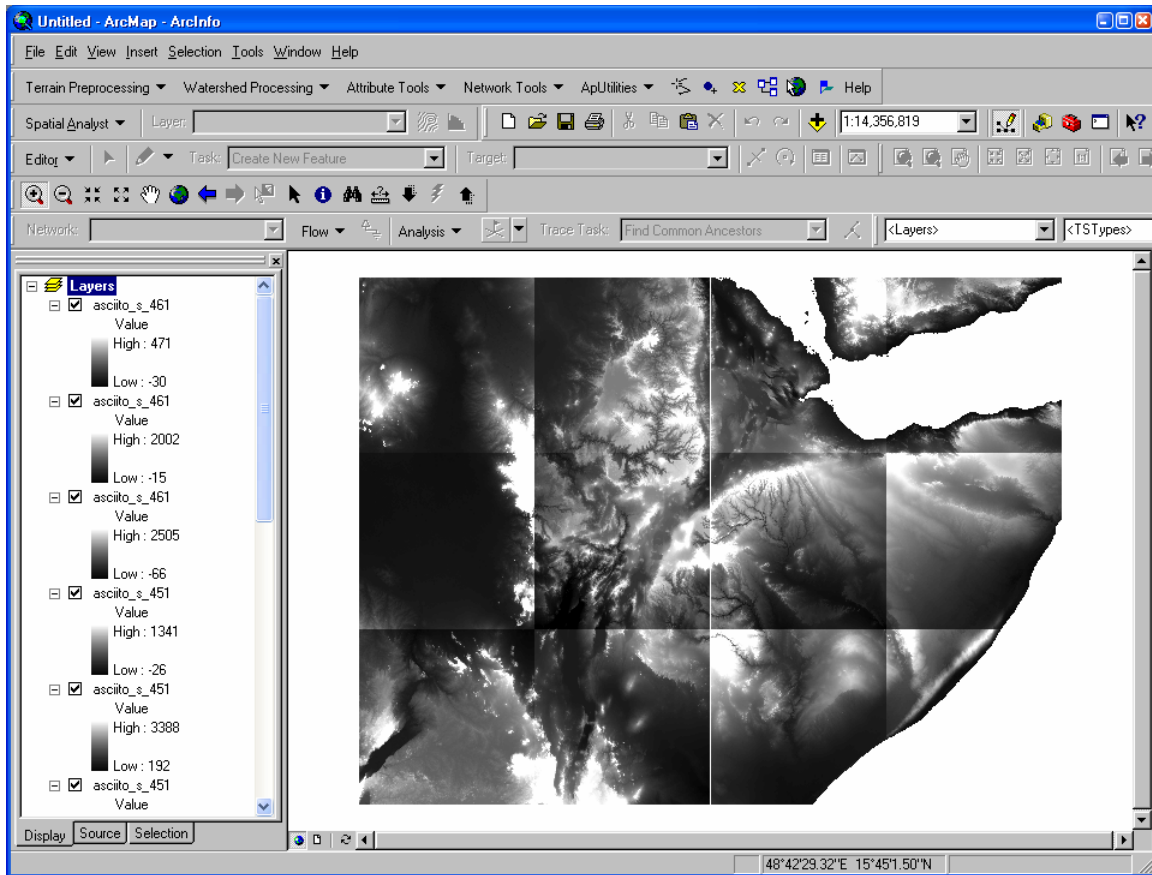 Untitled - ArcMap - ArcInfo
File Edit View Insert Selection Tools Window Help
Terrain Preprocessing Watershed Processing Attribute Tools Network Tools ApUtilities Help
Spatial Analyst Layer: 1:14,356,819
Editor Task: Create New Feature Target:
Network: Flow Analysis Trace Task: Find Common Ancestors <Layers> <TSTypes>
Layers
asciito_s_461
Value
High : 471
Low : -30
asciito_s_461
Value
High : 2002
Low : -15
asciito_s_461
Value
High : 2505
Low : -66
asciito_s_451
Value
High : 1341
Low : -26
asciito_s_451
Value
High : 3388
Low : 192
asciito_s_451
Value
Display Source Selection
48°42'29.32"E 15°45'1.50"N